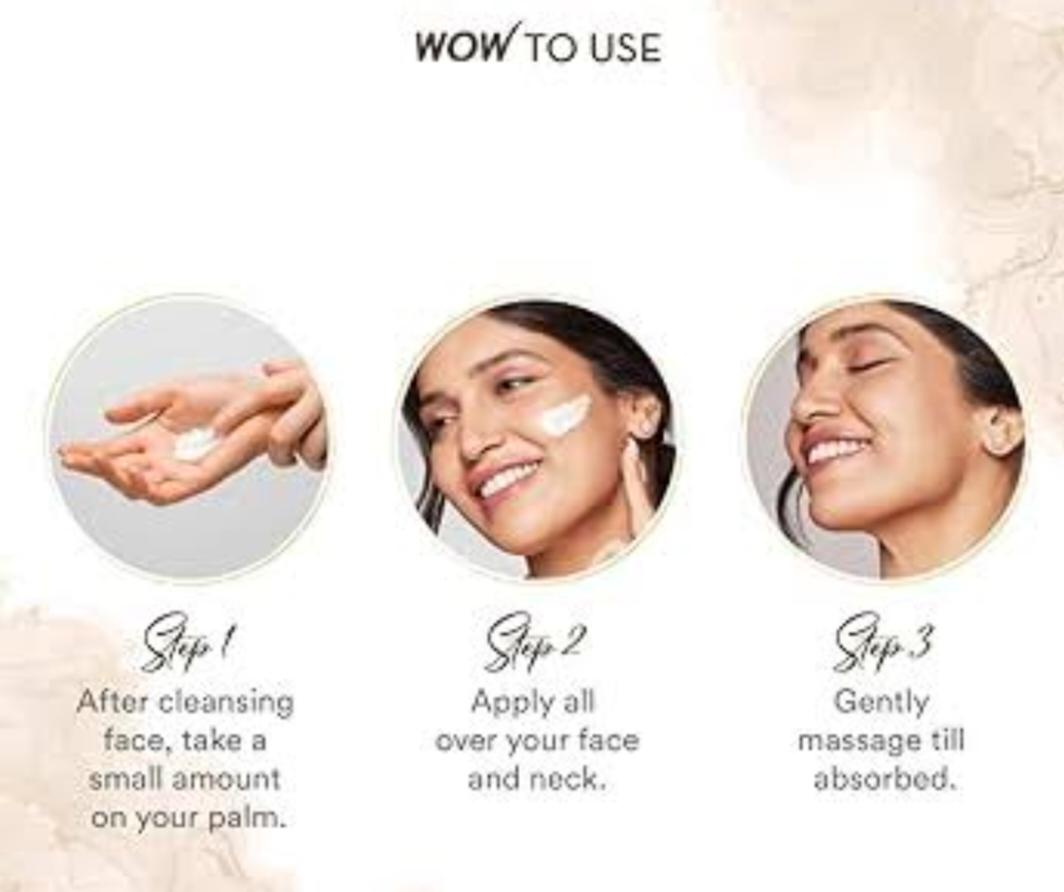 WOW TO USE
Step 1
After cleansing
face, take a
small amount
on your palm.
Step 2
Apply all
over your face
and neck.
Step 3
Gently
massage till
absorbed.